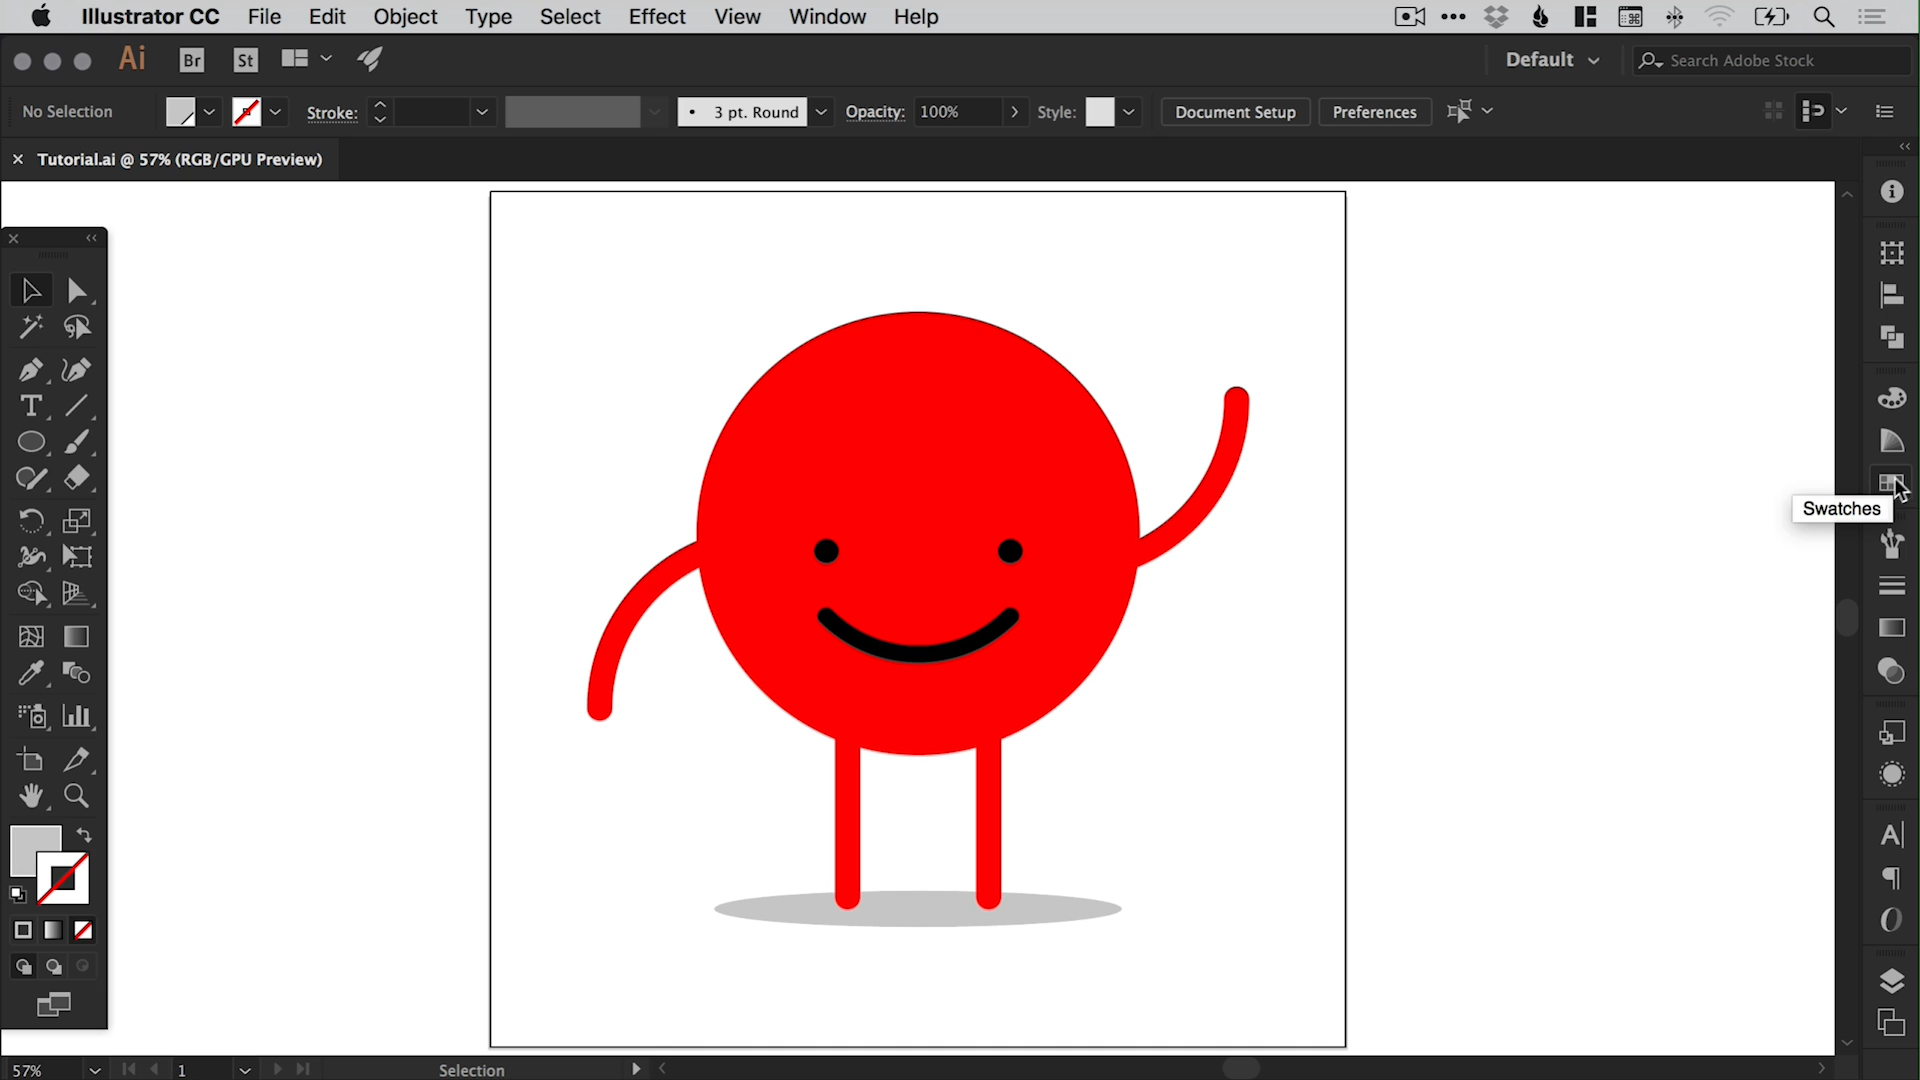 Illustrator CC File Edit Object Type Select Effect View Window Help
Ai Br St Default Search Adobe Stock
No Selection Stroke: 3 pt. Round Opacity: 100% Style: Document Setup Preferences
Tutorial.ai @ 57% (RGB/GPU Preview)
Swatches
57% 1 Selection